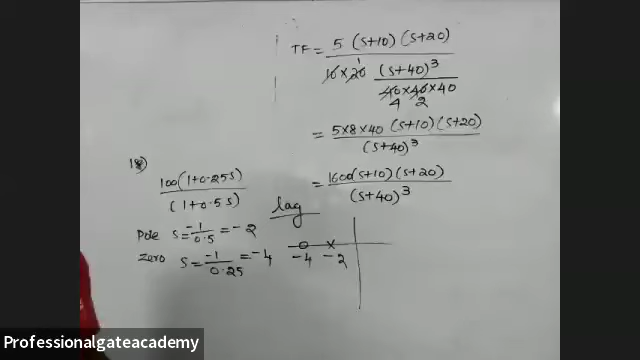 TF = 5 (s+10) (s+20) / 10×20 (s+40)^3 / 40×40×40
1
4 2
= 5×8×40 (s+10)(s+20) / (s+40)^3
= 1600(s+10)(s+20) / (s+40)^3
18)
100(1+0.25s) / (1+0.5s)
lag
Pole s = -1/0.5 = -2
Zero s = -1/0.25 = -4
-4 -2
Professionalgateacademy